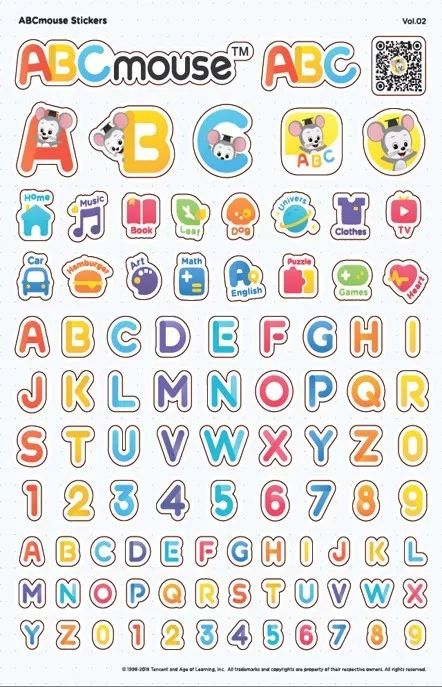 ABCmouse Stickers Vol.02
ABCmouse™ ABC
A B C ABC
Home Music Book Leaf Dog Univers Clothes TV
Car Hamburger Art Math English Puzzle Games Heart
A B C D E F G H I
J K L M N O P Q R
S T U V W X Y Z 0
1 2 3 4 5 6 7 8 9
A B C D E F G H I J K L
M N O P Q R S T U V W X
Y Z 0 1 2 3 4 5 6 7 8 9
© 1998-2019 Tencent and Age of Learning, Inc. All trademarks and copyrights are property of their respective owners. All rights reserved.